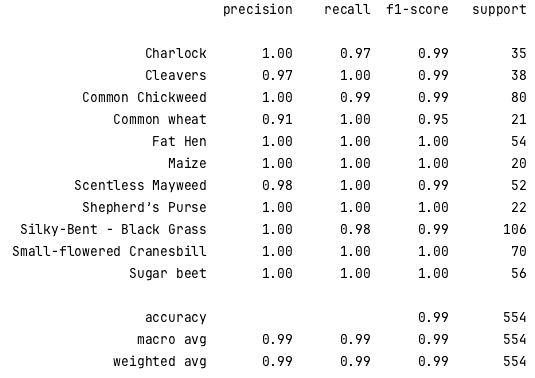 precision recall f1-score support
Charlock 1.00 0.97 0.99 35
Cleavers 0.97 1.00 0.99 38
Common Chickweed 1.00 0.99 0.99 80
Common wheat 0.91 1.00 0.95 21
Fat Hen 1.00 1.00 1.00 54
Maize 1.00 1.00 1.00 20
Scentless Mayweed 0.98 1.00 0.99 52
Shepherd's Purse 1.00 1.00 1.00 22
Silky-Bent - Black Grass 1.00 0.98 0.99 106
Small-flowered Cranesbill 1.00 1.00 1.00 70
Sugar beet 1.00 1.00 1.00 56
accuracy 0.99 554
macro avg 0.99 0.99 0.99 554
weighted avg 0.99 0.99 0.99 554